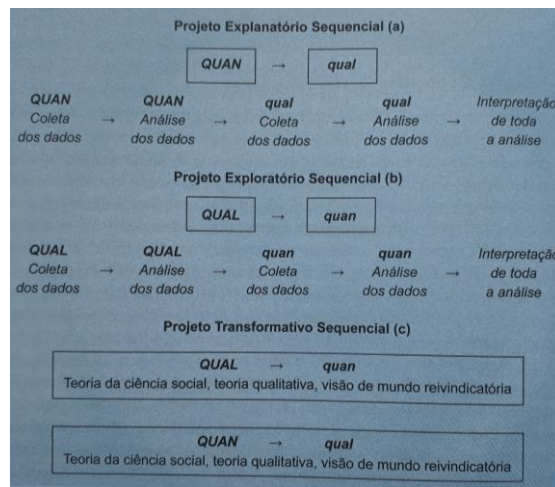 Projeto Explanatório Sequencial (a)
QUAN → qual
QUAN QUAN qual qual Interpretação
Coleta → Análise → Coleta → Análise → de toda
dos dados dos dados dos dados dos dados a análise
Projeto Exploratório Sequencial (b)
QUAL → quan
QUAL QUAL quan quan Interpretação
Coleta → Análise → Coleta → Análise → de toda
dos dados dos dados dos dados dos dados a análise
Projeto Transformativo Sequencial (c)
QUAL → quan
Teoria da ciência social, teoria qualitativa, visão de mundo reivindicatória
QUAN → qual
Teoria da ciência social, teoria qualitativa, visão de mundo reivindicatória